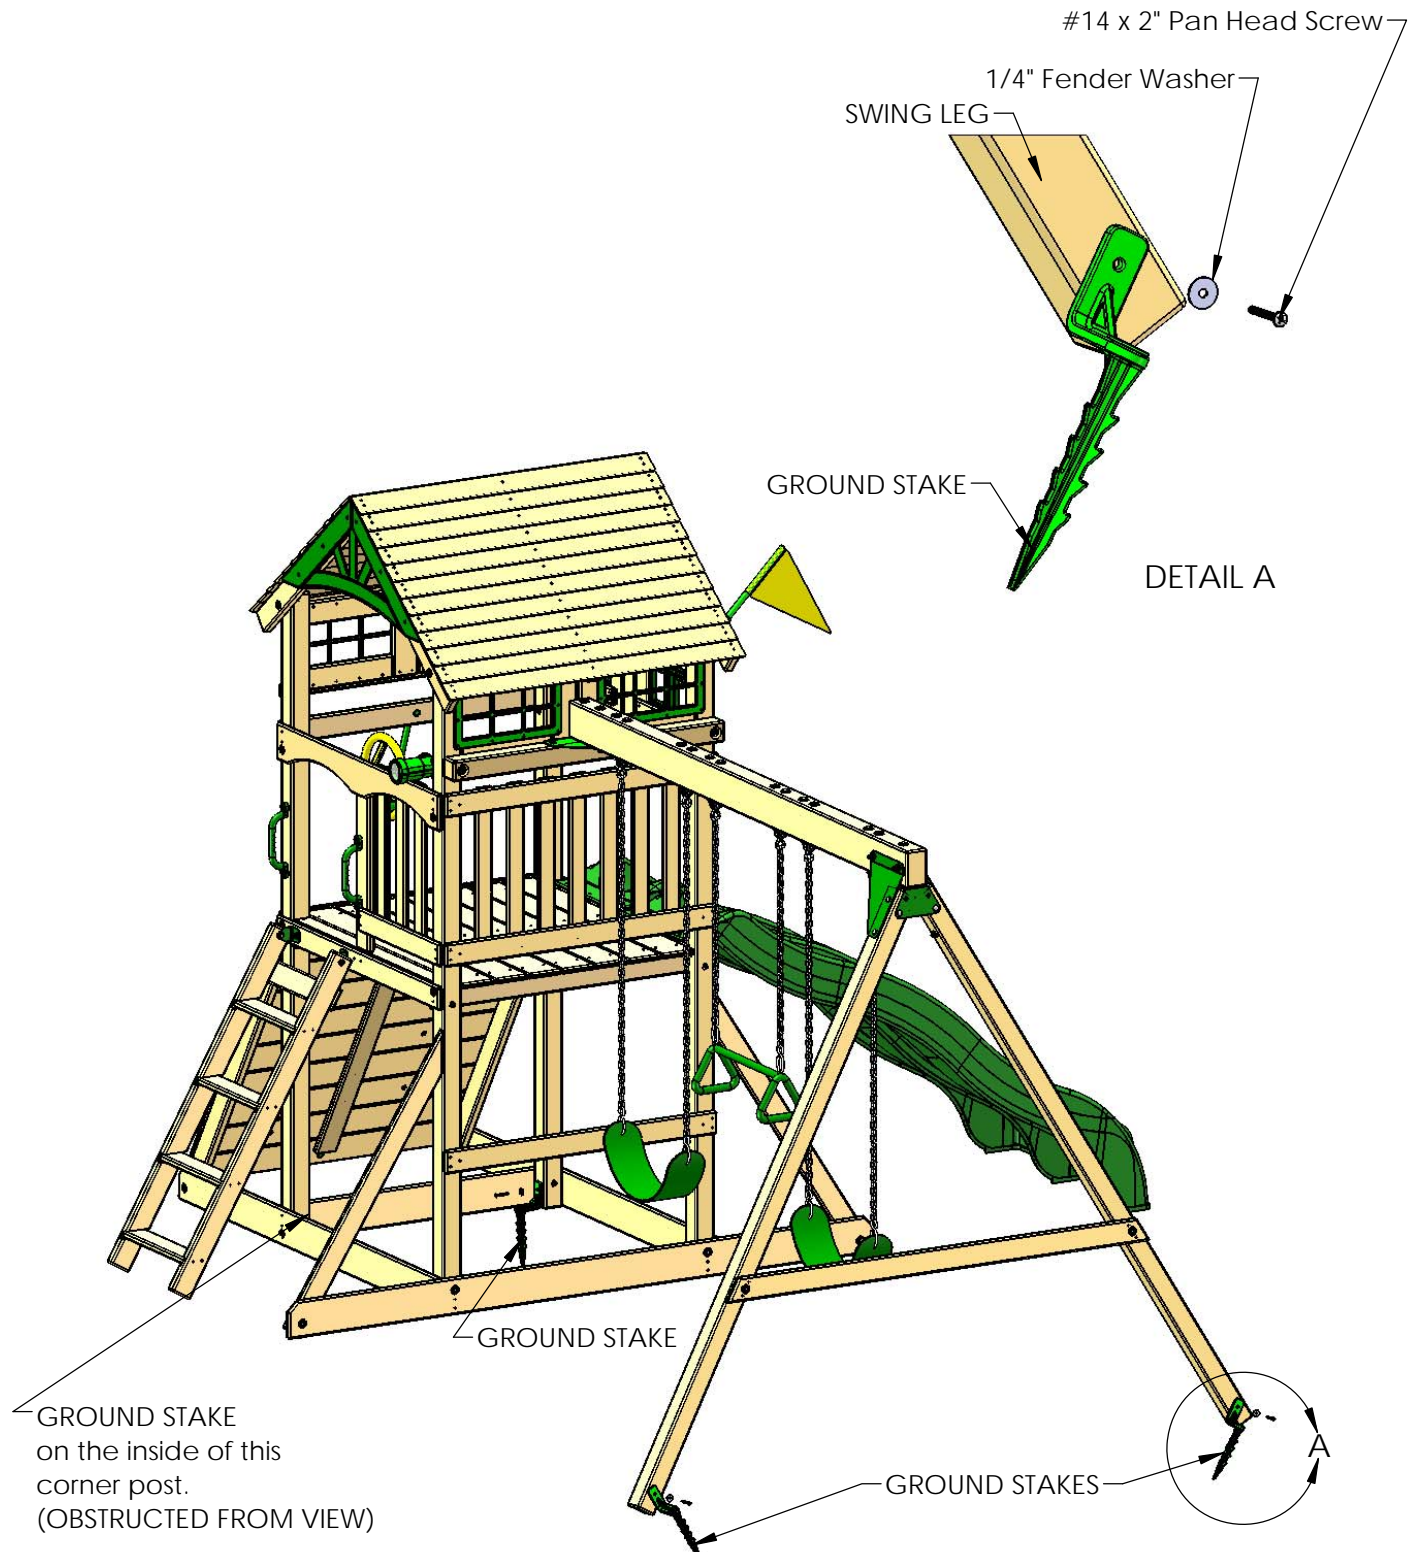 #14 x 2" Pan Head Screw
1/4" Fender Washer
SWING LEG
GROUND STAKE
DETAIL A
GROUND STAKE
GROUND STAKE
on the inside of this
corner post.
(OBSTRUCTED FROM VIEW)
A
GROUND STAKES